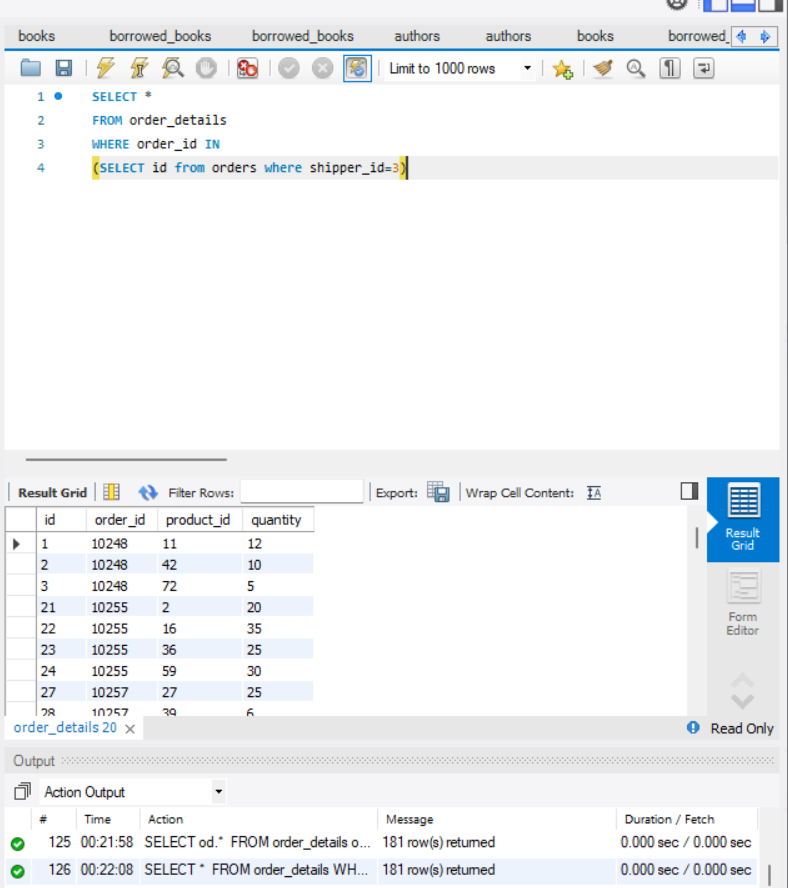 books borrowed_books borrowed_books authors authors books borrowed_
Limit to 1000 rows
1 SELECT *
2 FROM order_details
3 WHERE order_id IN
4 (SELECT id from orders where shipper_id=3)
Result Grid Filter Rows: Export: Wrap Cell Content: IA
id order_id product_id quantity
1 10248 11 12
2 10248 42 10
3 10248 72 5
21 10255 2 20
22 10255 16 35
23 10255 36 25
24 10255 59 30
27 10257 27 25
28 10257 39 6
Result
Grid
Form
Editor
order_details 20 Read Only
Output
Action Output
# Time Action Message Duration / Fetch
125 00:21:58 SELECT od.* FROM order_details o... 181 row(s) returned 0.000 sec / 0.000 sec
126 00:22:08 SELECT * FROM order_details WH... 181 row(s) returned 0.000 sec / 0.000 sec